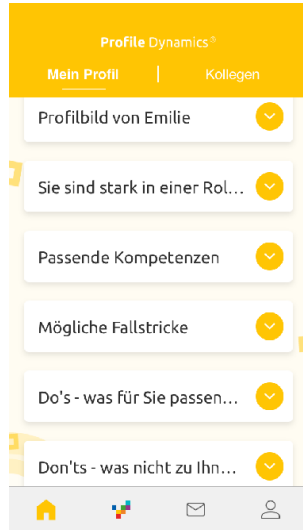 Profile Dynamics®
Mein Profil | Kollegen
Profilbild von Emilie
Sie sind stark in einer Rol...
Passende Kompetenzen
Mögliche Fallstricke
Do's - was für Sie passen...
Don'ts - was nicht zu Ihn...